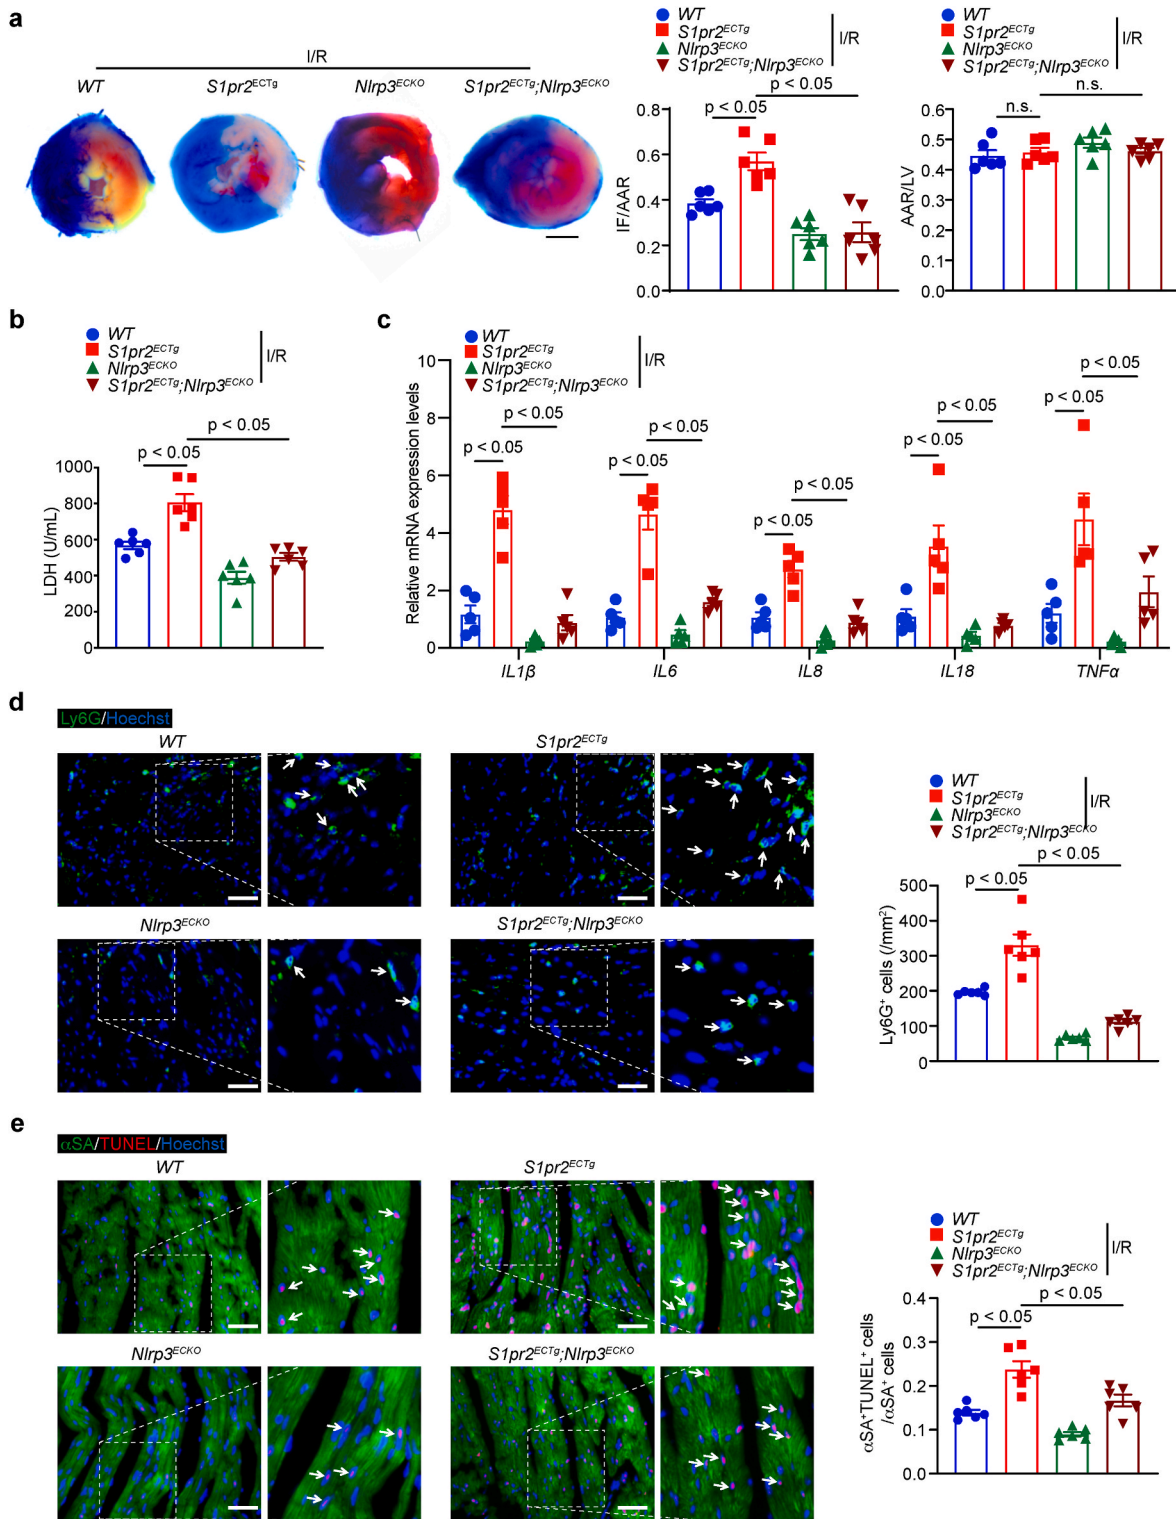 a
I/R
WT S1pr2ECTg Nlrp3ECKO S1pr2ECTg;Nlrp3ECKO
WT
S1pr2ECTg
Nlrp3ECKO
S1pr2ECTg;Nlrp3ECKO
I/R
p < 0.05
p < 0.05
IF/AAR
0.8
0.6
0.4
0.2
0.0
WT
S1pr2ECTg
Nlrp3ECKO
S1pr2ECTg;Nlrp3ECKO
I/R
n.s.
n.s.
AAR/LV
0.6
0.5
0.4
0.3
0.2
0.1
0.0
b
WT
S1pr2ECTg
Nlrp3ECKO
S1pr2ECTg;Nlrp3ECKO
I/R
p < 0.05
p < 0.05
LDH (U/mL)
1000
800
600
400
200
0
c
WT
S1pr2ECTg
Nlrp3ECKO
S1pr2ECTg;Nlrp3ECKO
I/R
Relative mRNA expression levels
10
8
6
4
2
0
p < 0.05
p < 0.05
p < 0.05
p < 0.05
p < 0.05
p < 0.05
p < 0.05
p < 0.05
p < 0.05
p < 0.05
IL1β IL6 IL8 IL18 TNFα
d
Ly6G/Hoechst
WT S1pr2ECTg
Nlrp3ECKO S1pr2ECTg;Nlrp3ECKO
WT
S1pr2ECTg
Nlrp3ECKO
S1pr2ECTg;Nlrp3ECKO
I/R
p < 0.05
p < 0.05
Ly6G+ cells (/mm2)
500
400
300
200
100
0
e
αSA/TUNEL/Hoechst
WT S1pr2ECTg
Nlrp3ECKO S1pr2ECTg;Nlrp3ECKO
WT
S1pr2ECTg
Nlrp3ECKO
S1pr2ECTg;Nlrp3ECKO
I/R
p < 0.05
p < 0.05
αSA+TUNEL+ cells
/αSA+ cells
0.4
0.3
0.2
0.1
0.0